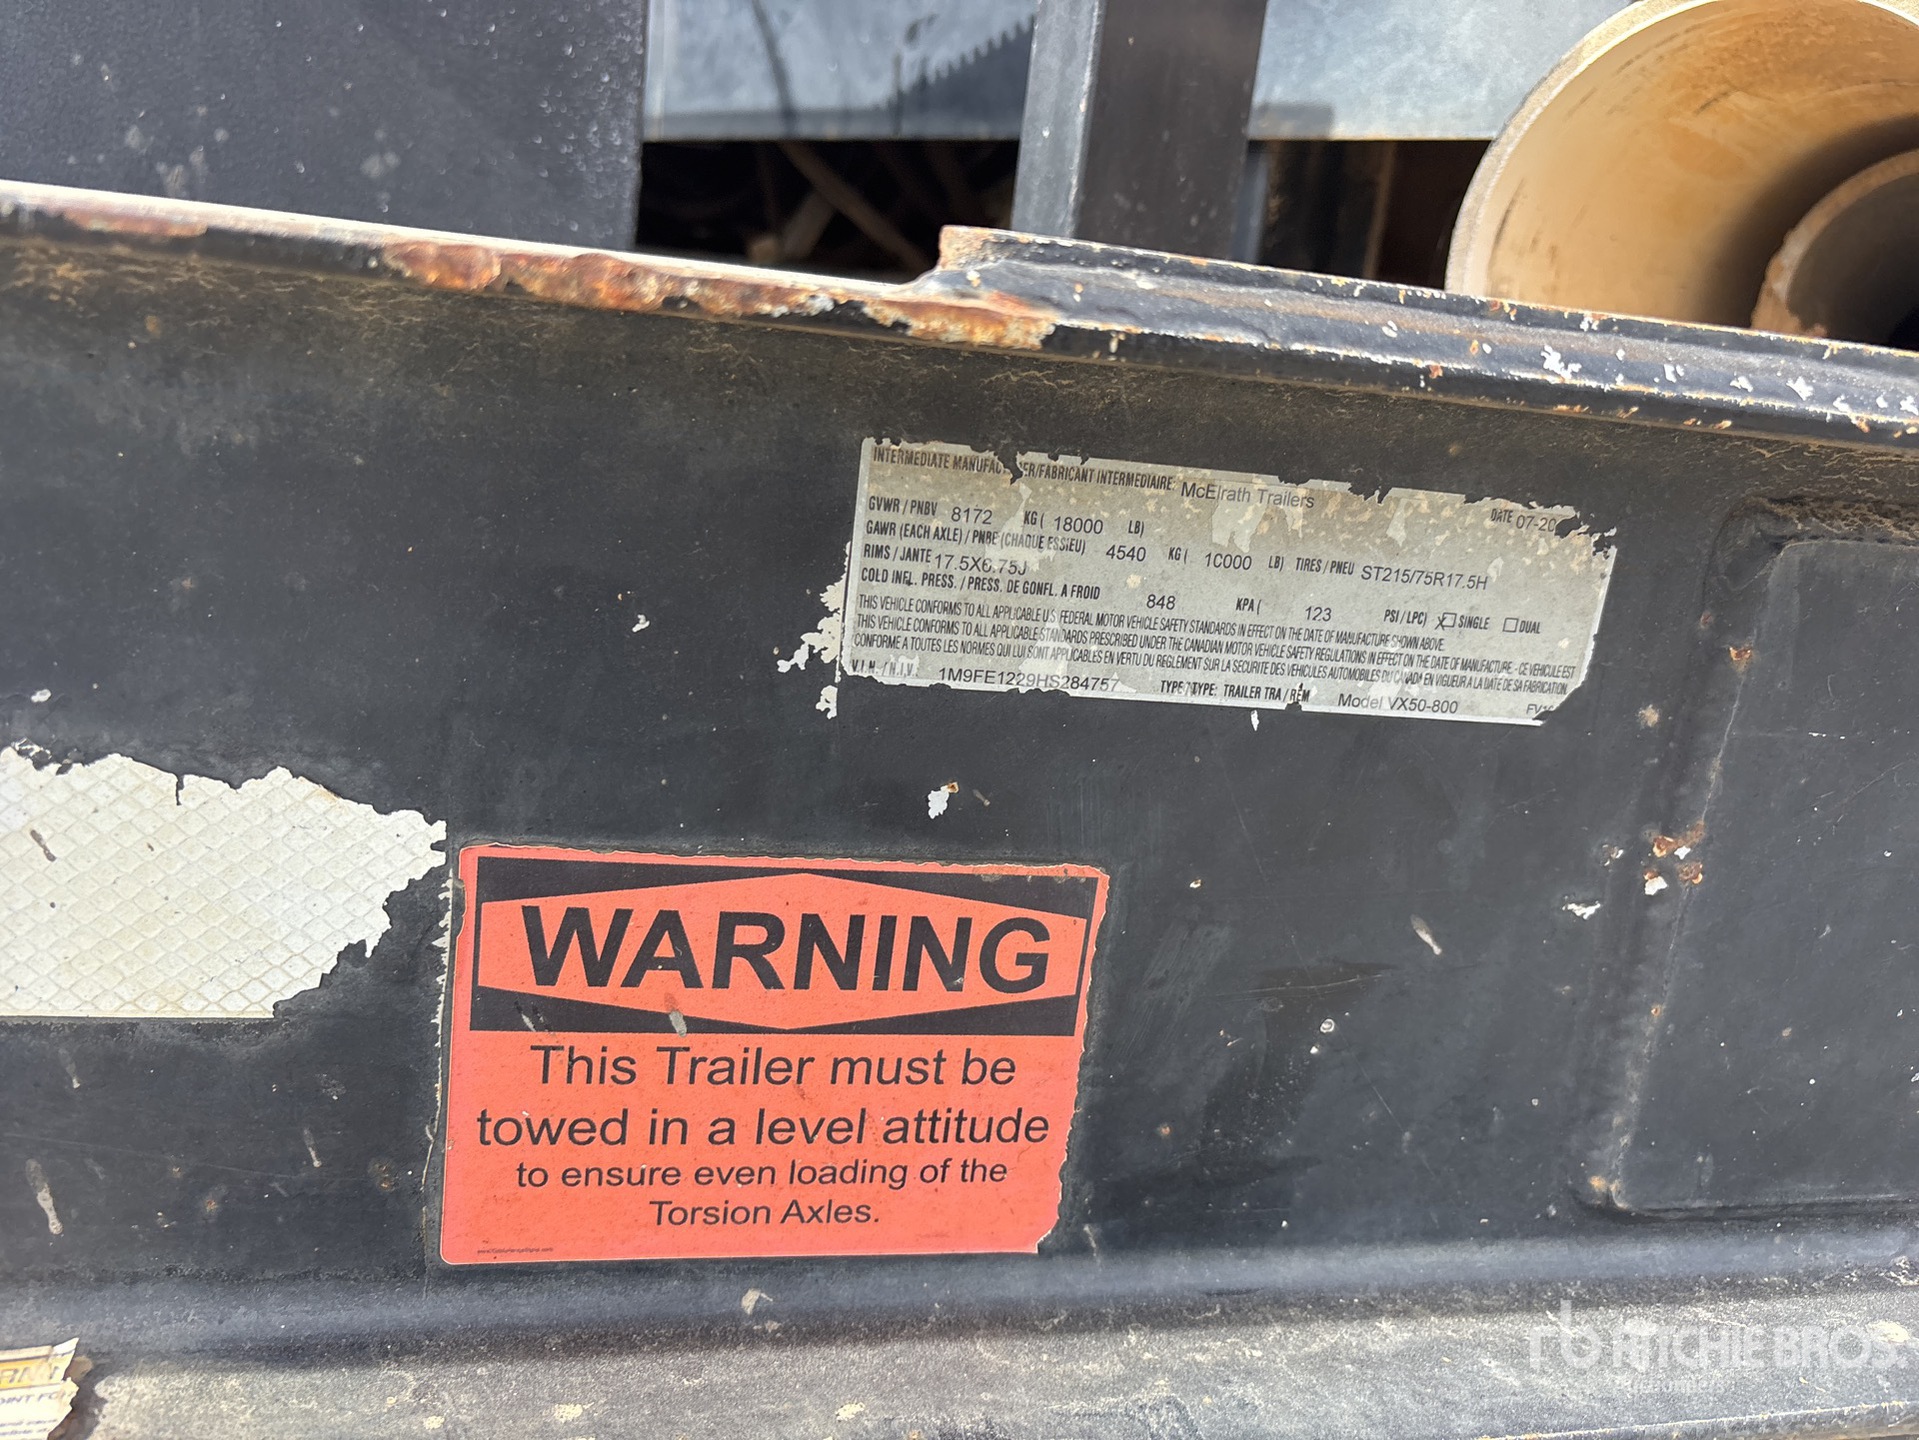 INTERMEDIATE MANUFAC ER/FABRICANT INTERMEDIAIRE: McElrath Trailers
DATE 07-20
GVWR / PNBV 8172 KG ( 18000 LB)
GAWR (EACH AXLE) / PNBE (CHAQUE ESSIEU) 4540 KG ( 10000 LB) TIRES / PNEU ST215/75R17.5H
RIMS / JANTE 17.5X6.75J
COLD INFL. PRESS. / PRESS. DE GONFL. A FROID 848 KPA ( 123 PSI / LPC) X SINGLE DUAL
THIS VEHICLE CONFORMS TO ALL APPLICABLE U.S. FEDERAL MOTOR VEHICLE SAFETY STANDARDS IN EFFECT ON THE DATE OF MANUFACTURE SHOWN ABOVE.
THIS VEHICLE CONFORMS TO ALL APPLICABLE STANDARDS PRESCRIBED UNDER THE CANADIAN MOTOR VEHICLE SAFETY REGULATIONS IN EFFECT ON THE DATE OF MANUFACTURE - CE VEHICULE EST
CONFORME A TOUTES LES NORMES QUI LUI SONT APPLICABLES EN VERTU DU REGLEMENT SUR LA SECURITE DES VEHICULES AUTOMOBILES DU CANADA EN VIGUEUR A LA DATE DE SA FABRICATION.
V.I.N. / N.I.V.: 1M9FE1229HS284757 TYPE / TYPE: TRAILER TRA / REM Model VX50-800
WARNING
This Trailer must be
towed in a level attitude
to ensure even loading of the
Torsion Axles.
rb RITCHIE BROS.
Auctioneers